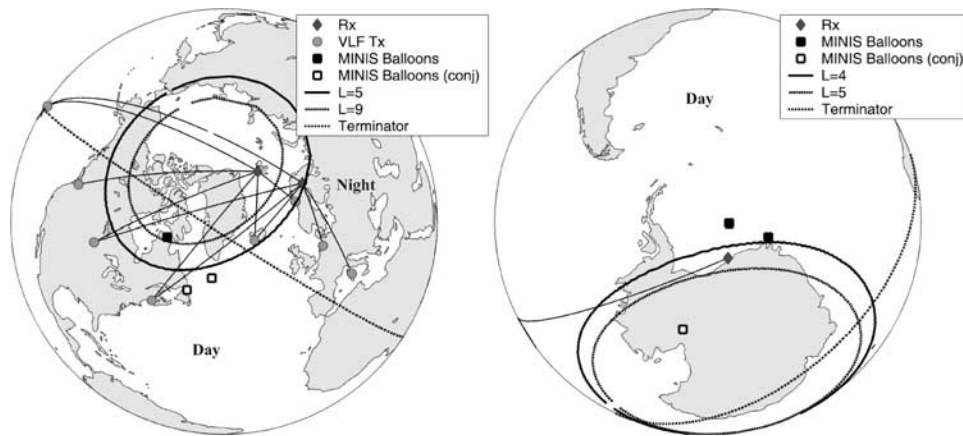 Rx
VLF Tx
MINIS Balloons
MINIS Balloons (conj)
L=5
L=9
Terminator
Night
Day
Rx
MINIS Balloons
MINIS Balloons (conj)
L=4
L=5
Terminator
Day